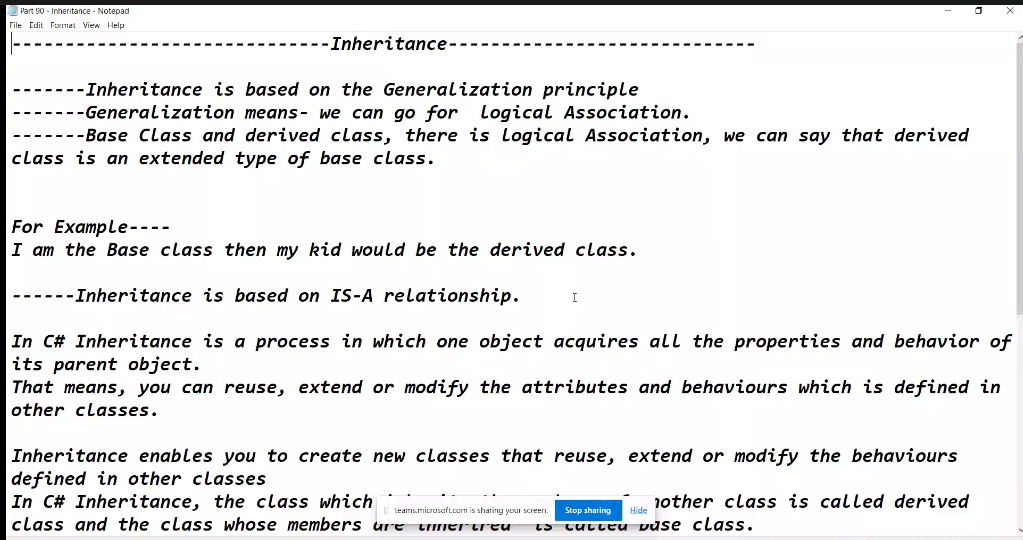 Part 90 - Inheritance - Notepad
File Edit Format View Help
-----------------------------Inheritance-----------------------------
-------Inheritance is based on the Generalization principle
-------Generalization means- we can go for  logical Association.
-------Base Class and derived class, there is logical Association, we can say that derived
class is an extended type of base class.
For Example----
I am the Base class then my kid would be the derived class.
------Inheritance is based on IS-A relationship.
In C# Inheritance is a process in which one object acquires all the properties and behavior of
its parent object.
That means, you can reuse, extend or modify the attributes and behaviours which is defined in
other classes.
Inheritance enables you to create new classes that reuse, extend or modify the behaviours
defined in other classes
In C# Inheritance, the class which another class is called derived
class and the class whose members are inherited  is called base class.
teams.microsoft.com is sharing your screen. Stop sharing Hide